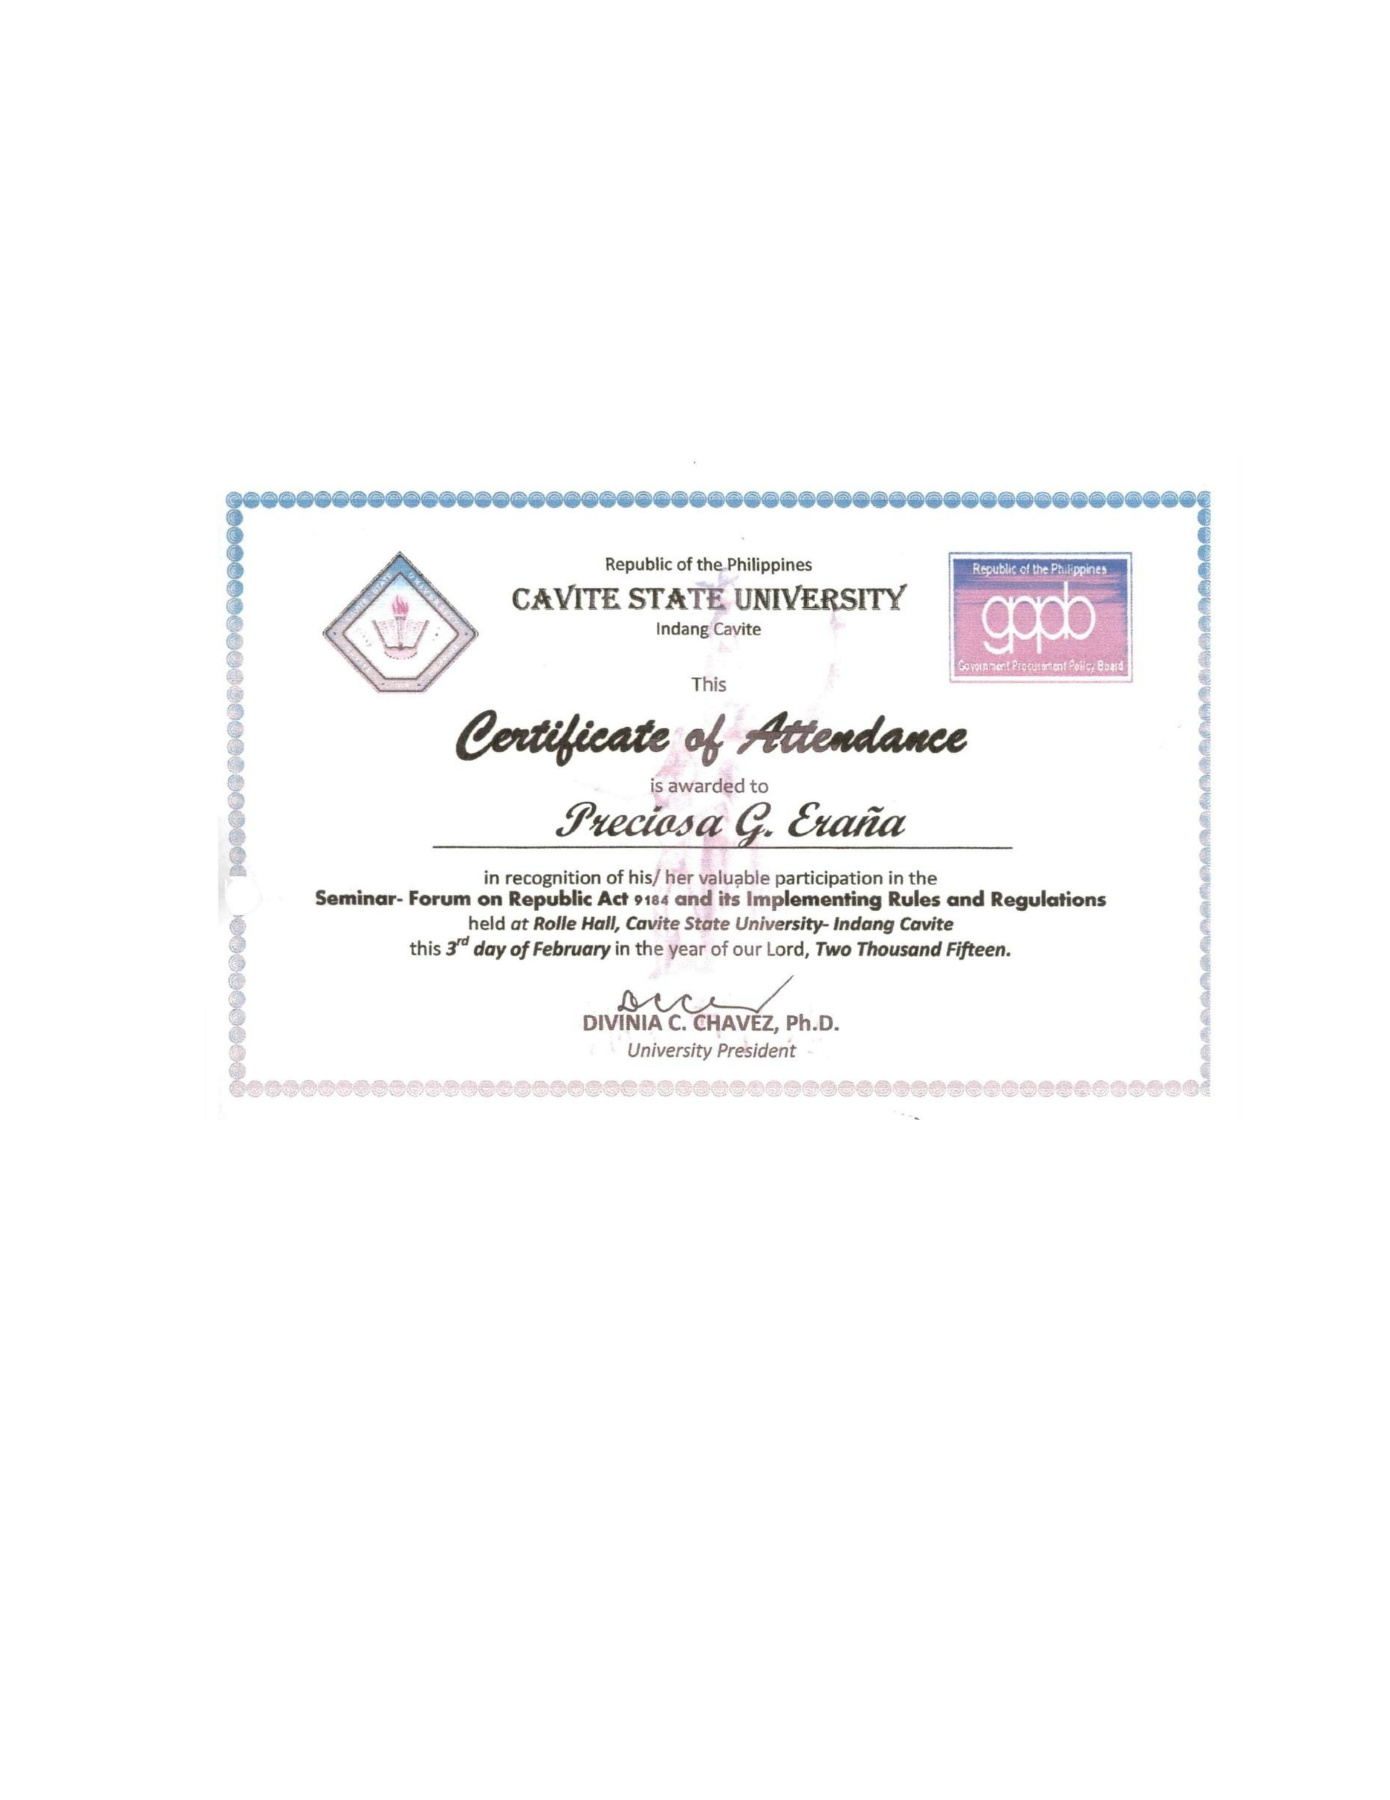 Republic of the Philippines
CAVITE STATE UNIVERSITY
Indang Cavite
Republic of the Philippines
gppb
Government Procurement Policy Board
This
Certificate of Attendance
is awarded to
Preciosa G. Eraña
in recognition of his/ her valuable participation in the
Seminar- Forum on Republic Act 9184 and its Implementing Rules and Regulations
held at Rolle Hall, Cavite State University- Indang Cavite
this 3rd day of February in the year of our Lord, Two Thousand Fifteen.
DIVINIA C. CHAVEZ, Ph.D.
University President